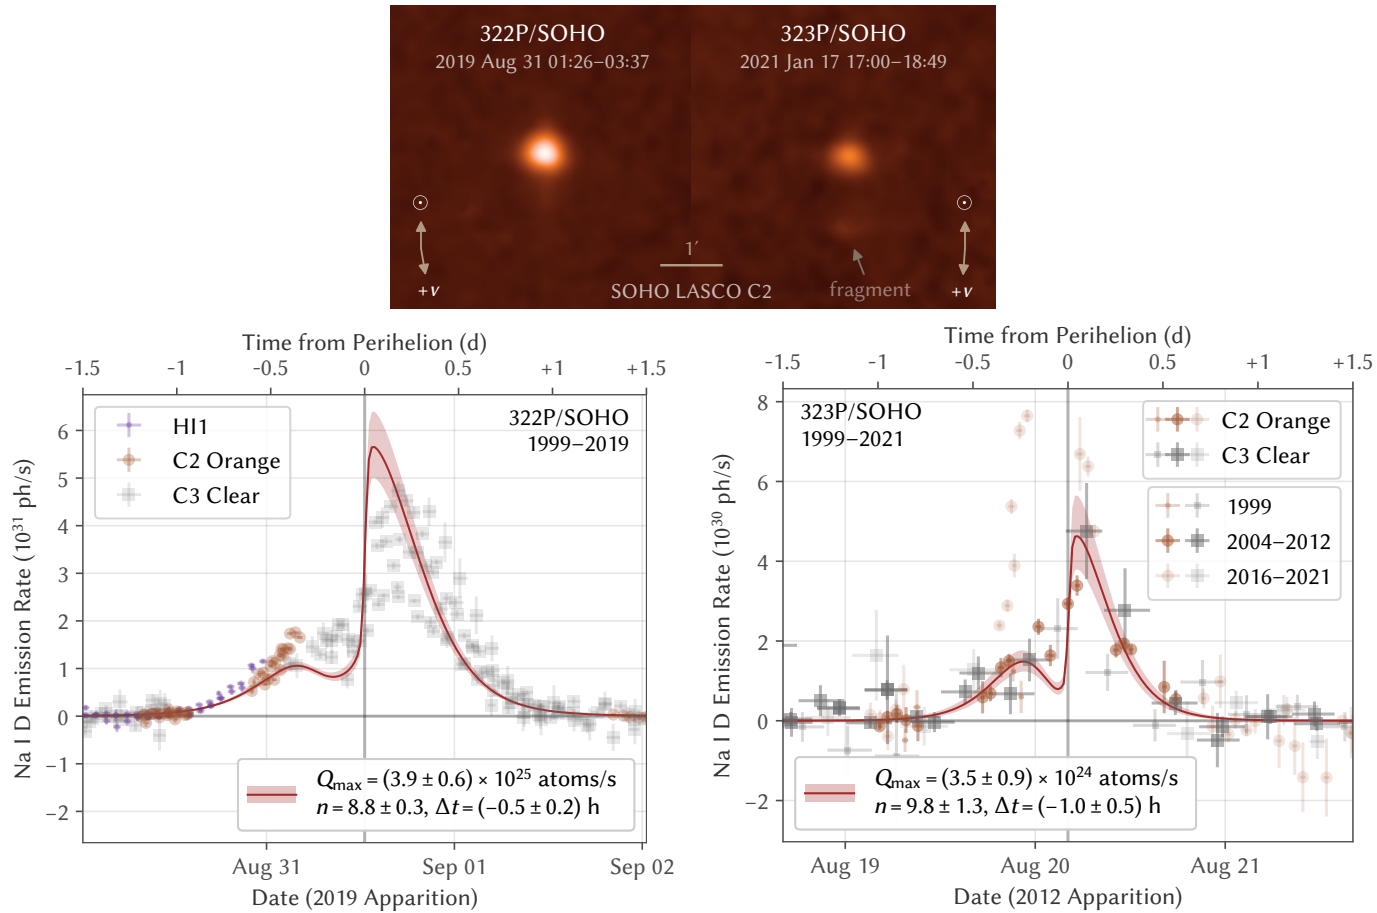 322P/SOHO
2019 Aug 31 01:26–03:37
323P/SOHO
2021 Jan 17 17:00–18:49
☉
☉
+v
+v
1′
SOHO LASCO C2
fragment
Time from Perihelion (d)
-1.5 -1 -0.5 0 0.5 +1 +1.5
322P/SOHO
1999–2019
HI1
C2 Orange
C3 Clear
Na I D Emission Rate (10³¹ ph/s)
6
5
4
3
2
1
0
−1
−2
Qmax = (3.9 ± 0.6) × 10²⁵ atoms/s
n = 8.8 ± 0.3, Δt = (−0.5 ± 0.2) h
Aug 31 Sep 01 Sep 02
Date (2019 Apparition)
Time from Perihelion (d)
-1.5 -1 -0.5 0 0.5 +1 +1.5
323P/SOHO
1999–2021
C2 Orange
C3 Clear
1999
2004–2012
2016–2021
Na I D Emission Rate (10³⁰ ph/s)
8
6
4
2
0
−2
Qmax = (3.5 ± 0.9) × 10²⁴ atoms/s
n = 9.8 ± 1.3, Δt = (−1.0 ± 0.5) h
Aug 19 Aug 20 Aug 21
Date (2012 Apparition)